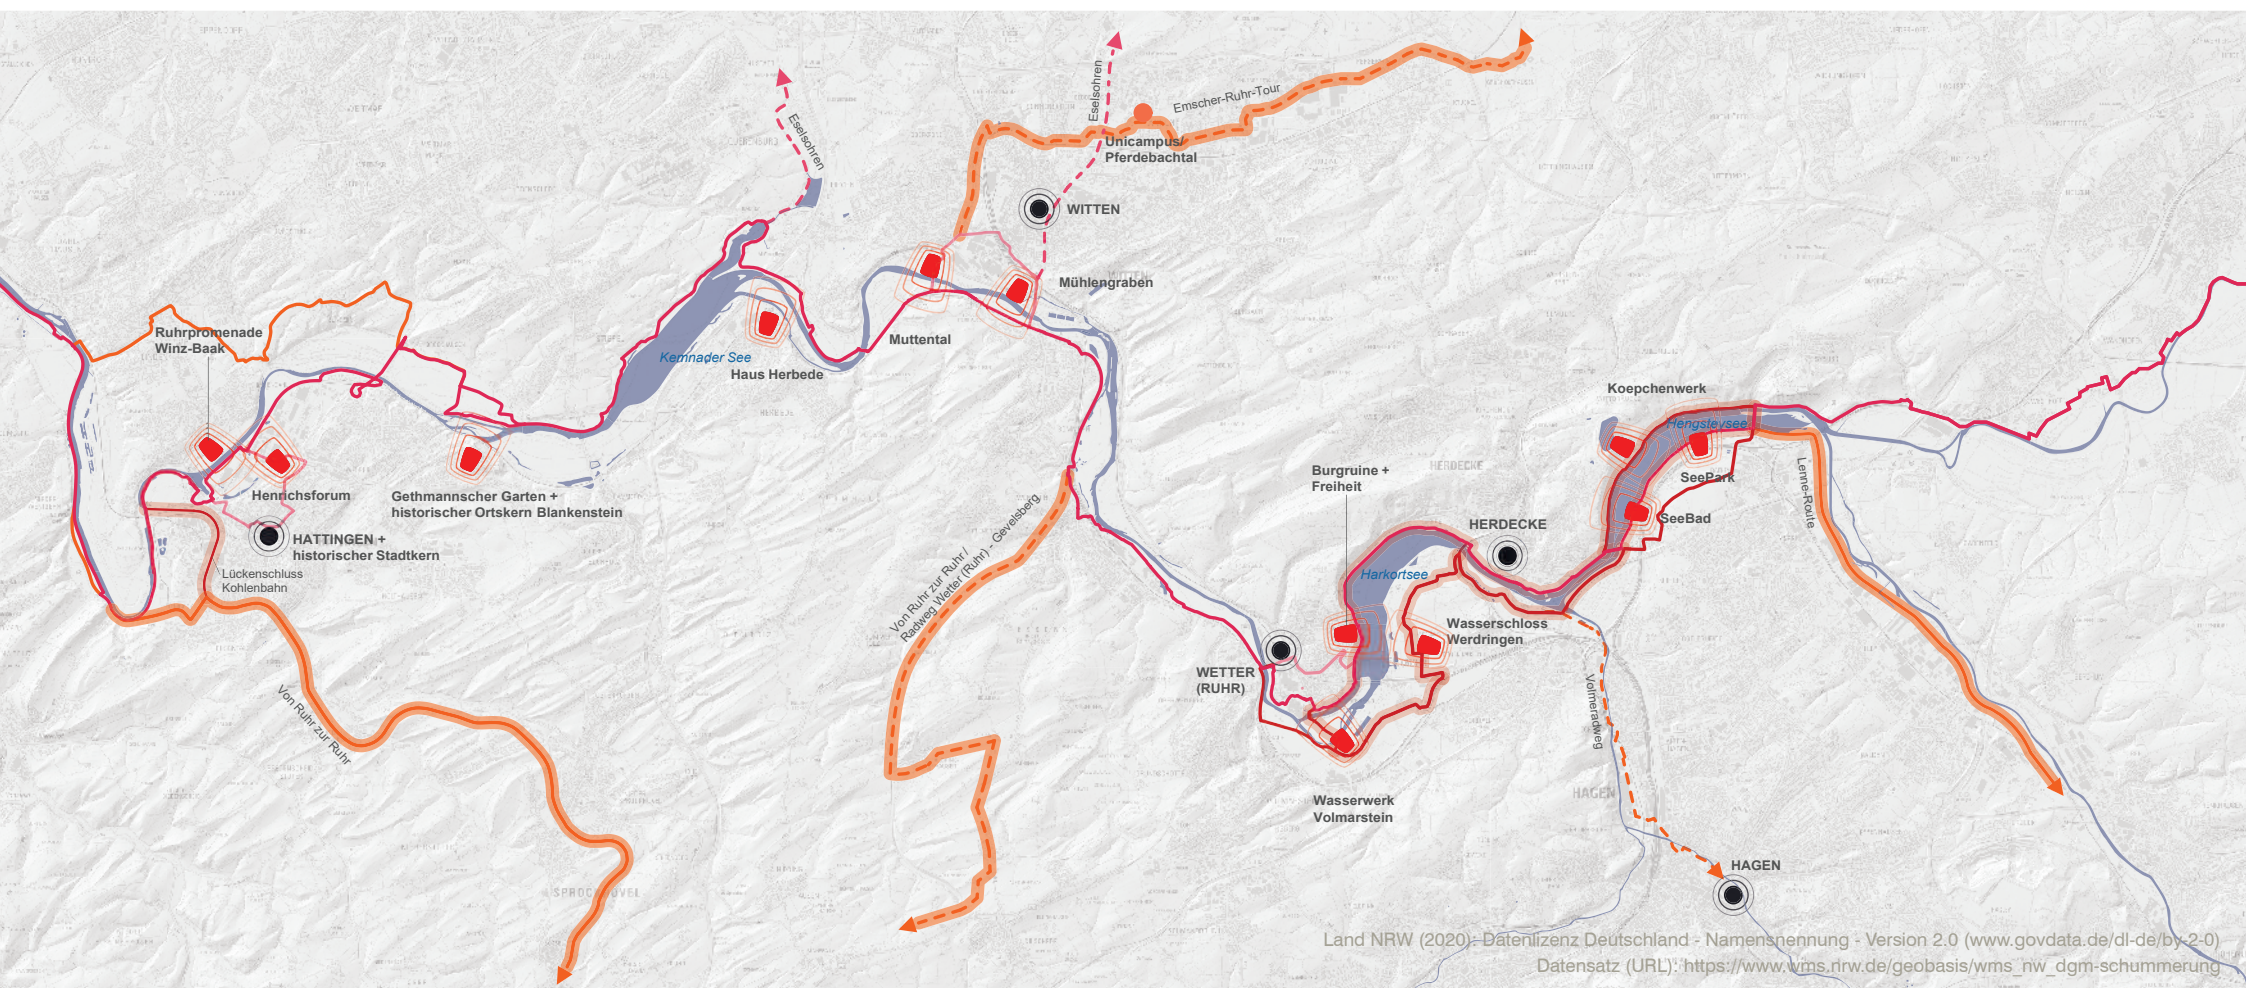 Eselsohren
Eselsohren
Emscher-Ruhr-Tour
Unicampus/
Pferdebachtal
WITTEN
Mühlengraben
Muttental
Kemnader See
Haus Herbede
Ruhrpromenade
Winz-Baak
Henrichsforum
Gethmannscher Garten +
historischer Ortskern Blankenstein
HATTINGEN +
historischer Stadtkern
Lückenschluss
Kohlenbahn
Von Ruhr zur Ruhr
Von Ruhr zur Ruhr /
Radweg Wetter (Ruhr) - Gevelsberg
SPROCKHÖVEL
Koepchenwerk
Hengsteysee
SeePark
SeeBad
Lenne-Route
Burgruine +
Freiheit
HERDECKE
HERDECKE
Harkortsee
Wasserschloss
Werdringen
WETTER
(RUHR)
Wasserwerk
Volmarstein
Volmeradweg
HAGEN
HAGEN
Land NRW (2020): Datenlizenz Deutschland - Namensnennung - Version 2.0 (www.govdata.de/dl-de/by-2-0)
Datensatz (URL): https://www.wms.nrw.de/geobasis/wms_nw_dgm-schummerung